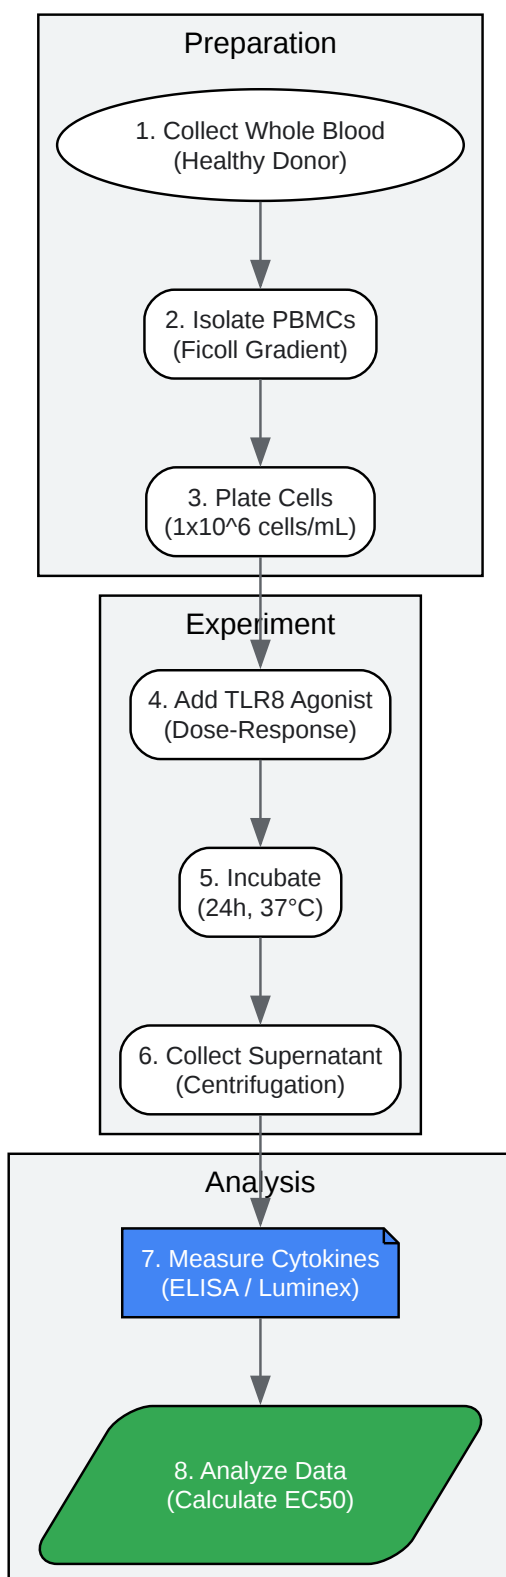 Preparation
1. Collect Whole Blood
(Healthy Donor)
2. Isolate PBMCs
(Ficoll Gradient)
3. Plate Cells
(1x10^6 cells/mL)
Experiment
4. Add TLR8 Agonist
(Dose-Response)
5. Incubate
(24h, 37°C)
6. Collect Supernatant
(Centrifugation)
Analysis
7. Measure Cytokines
(ELISA / Luminex)
8. Analyze Data
(Calculate EC50)